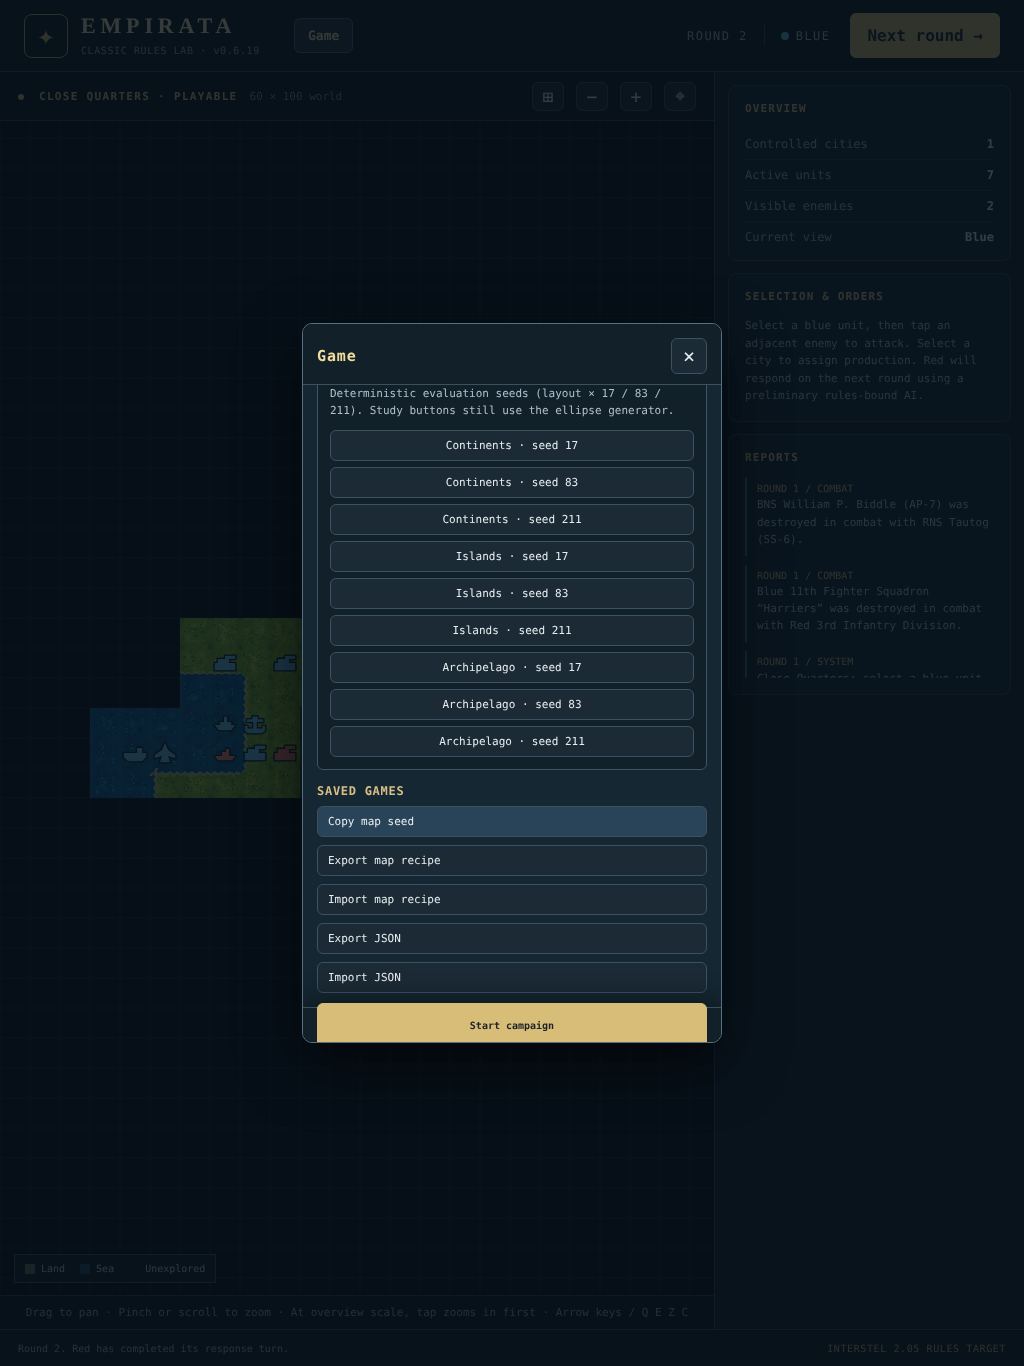 EMPIRATA
CLASSIC RULES LAB · v0.6.19
Game
ROUND 2
BLUE
Next round →
CLOSE QUARTERS · PLAYABLE 60 × 100 world
OVERVIEW
Controlled cities 1
Active units 7
Visible enemies 2
Current view Blue
SELECTION & ORDERS
Select a blue unit, then tap an
adjacent enemy to attack. Select a
city to assign production. Red will
respond on the next round using a
preliminary rules-bound AI.
REPORTS
ROUND 1 / COMBAT
BNS William P. Biddle (AP-7) was
destroyed in combat with RNS Tautog
(SS-6).
ROUND 1 / COMBAT
Blue 11th Fighter Squadron
“Harriers” was destroyed in combat
with Red 3rd Infantry Division.
ROUND 1 / SYSTEM
Close Quarters: select a blue unit,
Game
Deterministic evaluation seeds (layout × 17 / 83 /
211). Study buttons still use the ellipse generator.
Continents · seed 17
Continents · seed 83
Continents · seed 211
Islands · seed 17
Islands · seed 83
Islands · seed 211
Archipelago · seed 17
Archipelago · seed 83
Archipelago · seed 211
SAVED GAMES
Copy map seed
Export map recipe
Import map recipe
Export JSON
Import JSON
Start campaign
Land Sea Unexplored
Drag to pan · Pinch or scroll to zoom · At overview scale, tap zooms in first · Arrow keys / Q E Z C
Round 2. Red has completed its response turn.
INTERSTEL 2.05 RULES TARGET